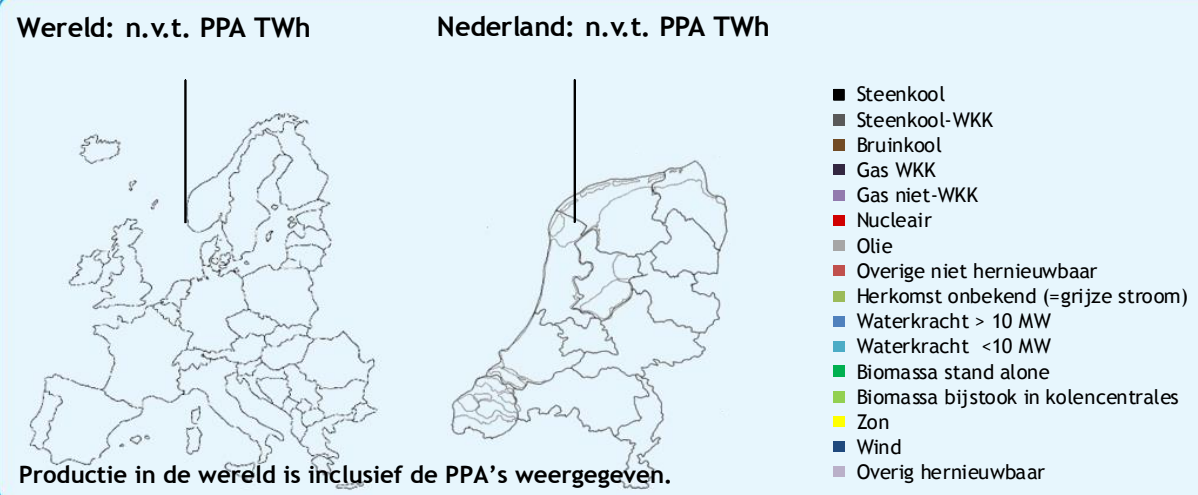 Wereld: n.v.t. PPA TWh
Nederland: n.v.t. PPA TWh
Steenkool
Steenkool-WKK
Bruinkool
Gas WKK
Gas niet-WKK
Nucleair
Olie
Overige niet hernieuwbaar
Herkomst onbekend (=grijze stroom)
Waterkracht > 10 MW
Waterkracht <10 MW
Biomassa stand alone
Biomassa bijstook in kolencentrales
Zon
Wind
Overig hernieuwbaar
Productie in de wereld is inclusief de PPA’s weergegeven.